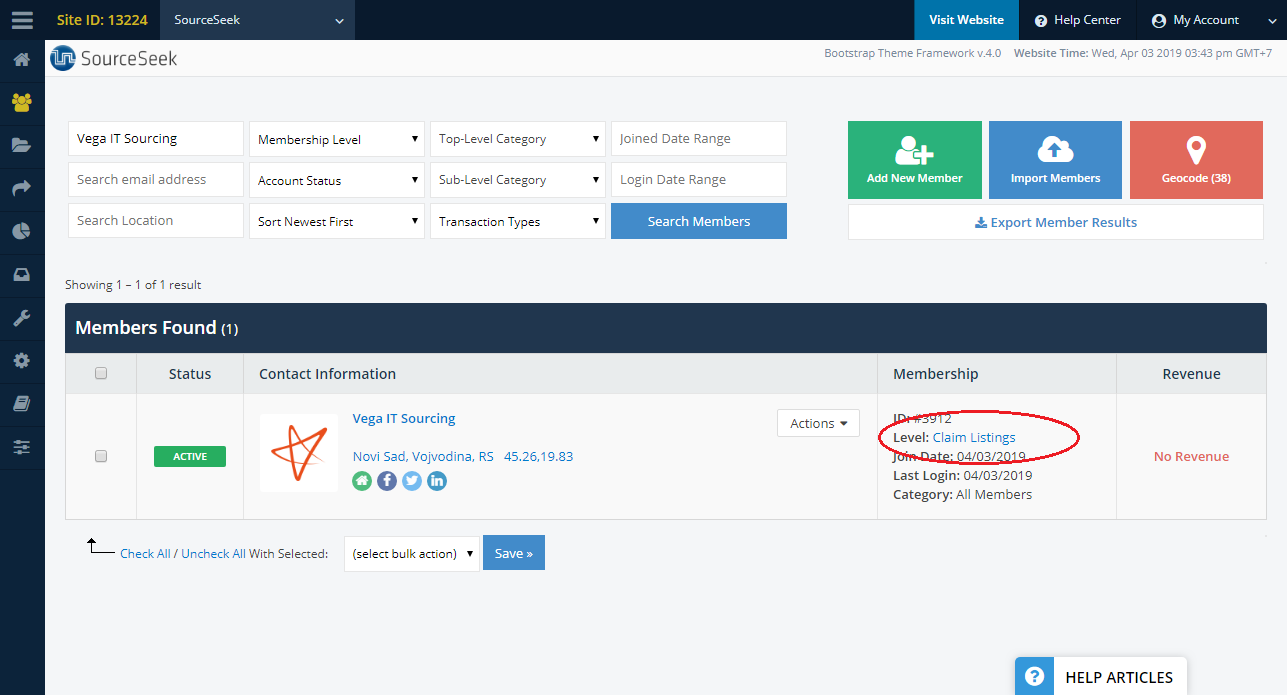 Site ID: 13224 SourceSeek Visit Website Help Center My Account
SourceSeek Bootstrap Theme Framework v.4.0 Website Time: Wed, Apr 03 2019 03:43 pm GMT+7
Vega IT Sourcing Membership Level Top-Level Category Joined Date Range
Search email address Account Status Sub-Level Category Login Date Range
Search Location Sort Newest First Transaction Types Search Members
Add New Member Import Members Geocode (38)
Export Member Results
Showing 1 – 1 of 1 result
Members Found (1)
Status Contact Information Membership Revenue
ACTIVE
Vega IT Sourcing
Novi Sad, Vojvodina, RS 45.26,19.83
Actions
ID: #3912
Level: Claim Listings
Join Date: 04/03/2019
Last Login: 04/03/2019
Category: All Members
No Revenue
Check All / Uncheck All With Selected: (select bulk action) Save »
? HELP ARTICLES